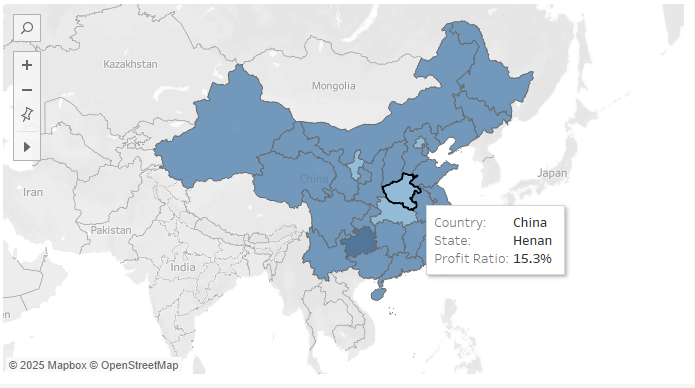 Kazakhstan
Mongolia
China
Japan
Iran
Pakistan
India
Country: China
State: Henan
Profit Ratio: 15.3%
© 2025 Mapbox © OpenStreetMap